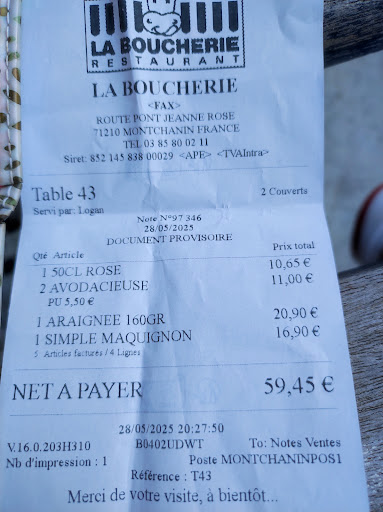 LA BOUCHERIE
RESTAURANT
LA BOUCHERIE
<FAX>
ROUTE PONT JEANNE ROSE
71210 MONTCHANIN FRANCE
TEL 03 85 80 02 11
Siret: 852 145 838 00029 <APE> <TVAIntra>
Table 43 2 Couverts
Servi par: Logan
Note N°97 346
28/05/2025
DOCUMENT PROVISOIRE
Qté Article Prix total
1 50CL ROSE 10,65 €
2 AVODACIEUSE 11,00 €
PU 5,50 €
1 ARAIGNEE 160GR 20,90 €
1 SIMPLE MAQUIGNON 16,90 €
5 Articles facturés / 4 Lignes
NET A PAYER 59,45 €
28/05/2025 20:27:50
V.16.0.203H310 B0402UDWT To: Notes Ventes
Nb d'impression : 1 Poste MONTCHANINPOS1
Référence : T43
Merci de votre visite, à bientôt...